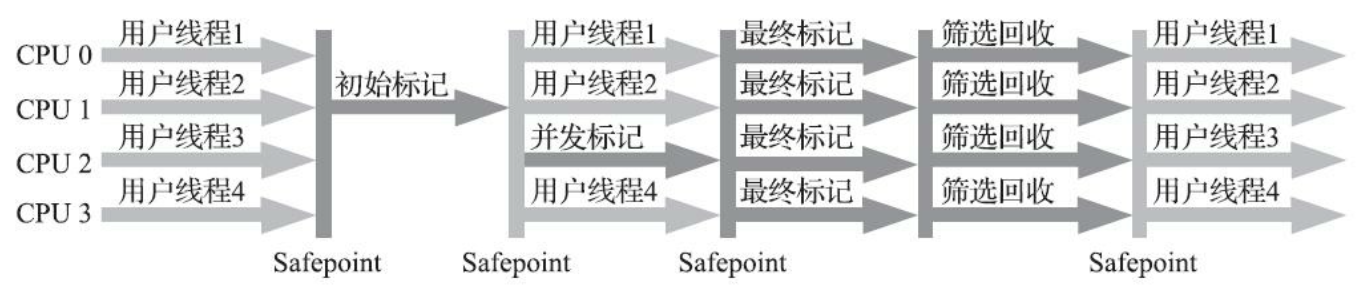 用户线程1 用户线程1 最终标记 筛选回收 用户线程1
CPU 0
用户线程2 初始标记 用户线程2 最终标记 筛选回收 用户线程2
CPU 1
用户线程3 并发标记 最终标记 筛选回收 用户线程3
CPU 2
用户线程4 用户线程4 最终标记 筛选回收 用户线程4
CPU 3
Safepoint Safepoint Safepoint Safepoint